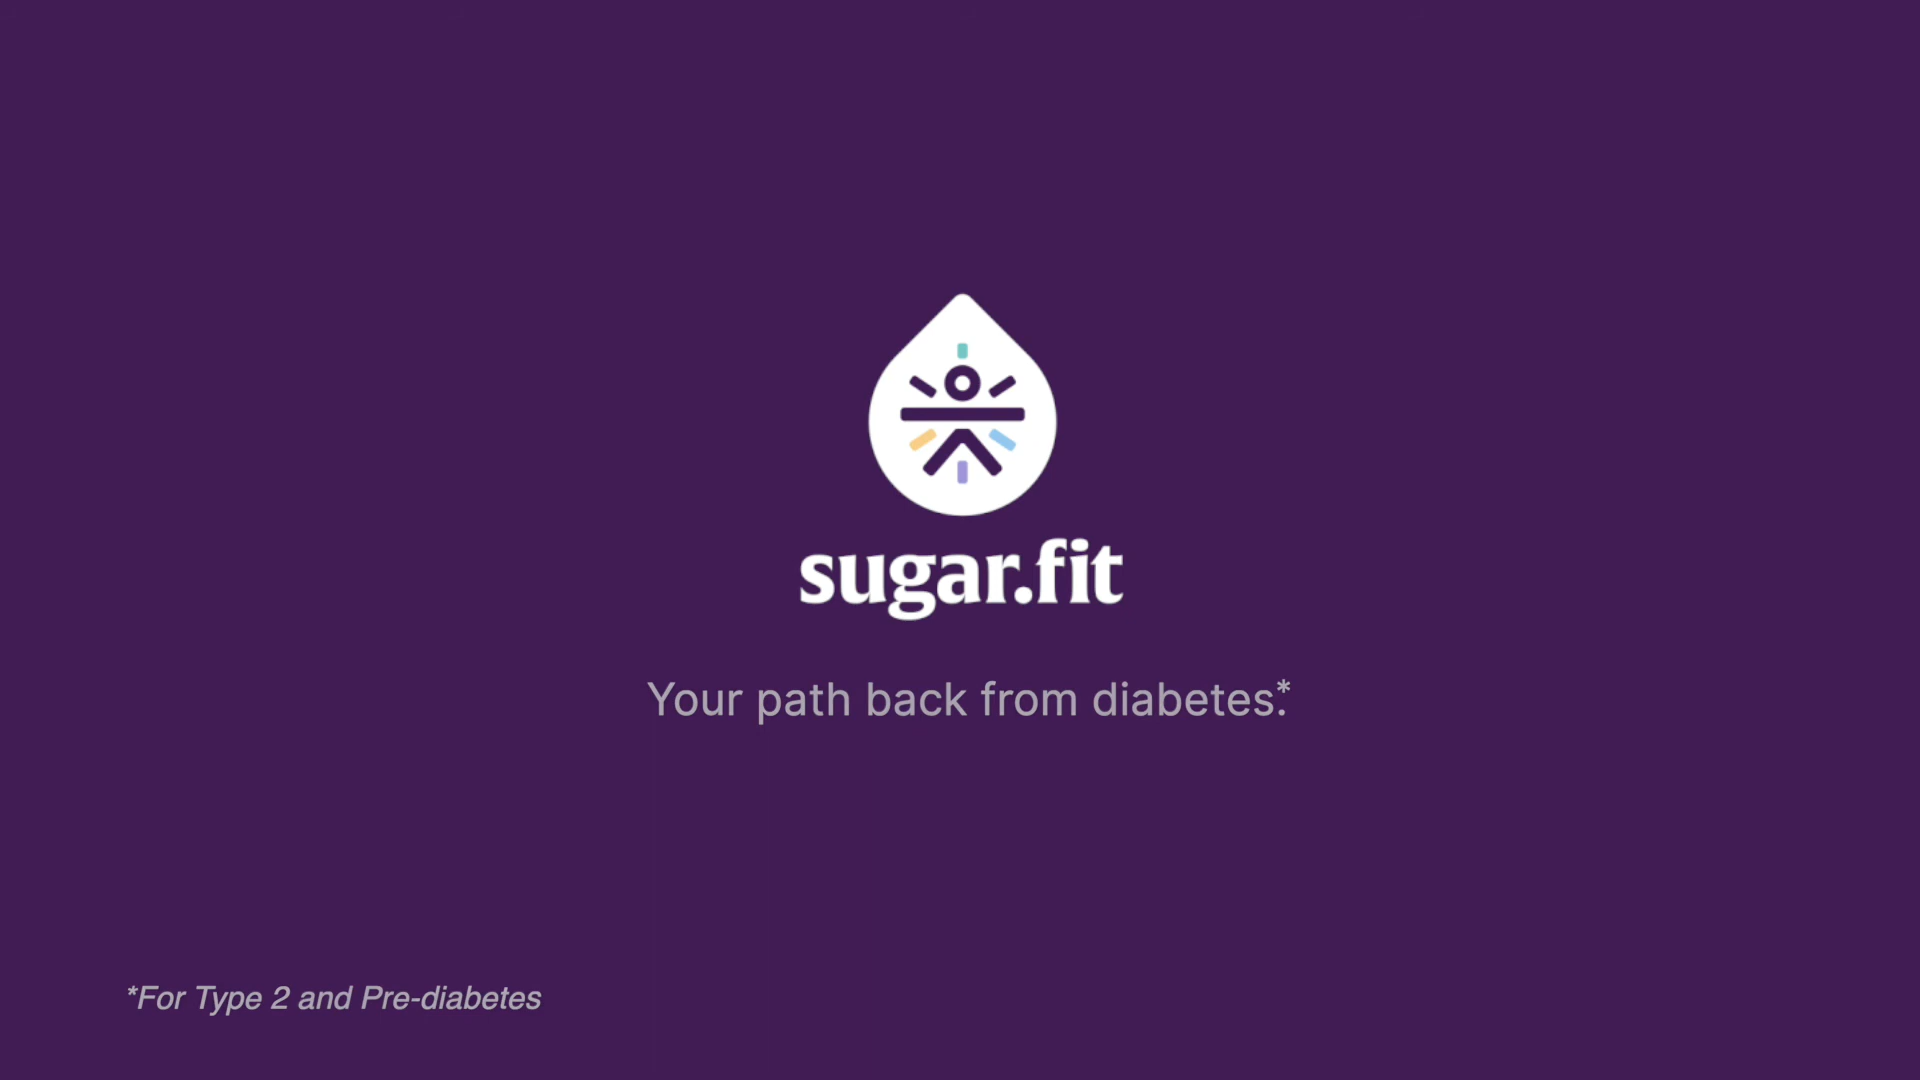 sugar.fit
Your path back from diabetes.*
*For Type 2 and Pre-diabetes